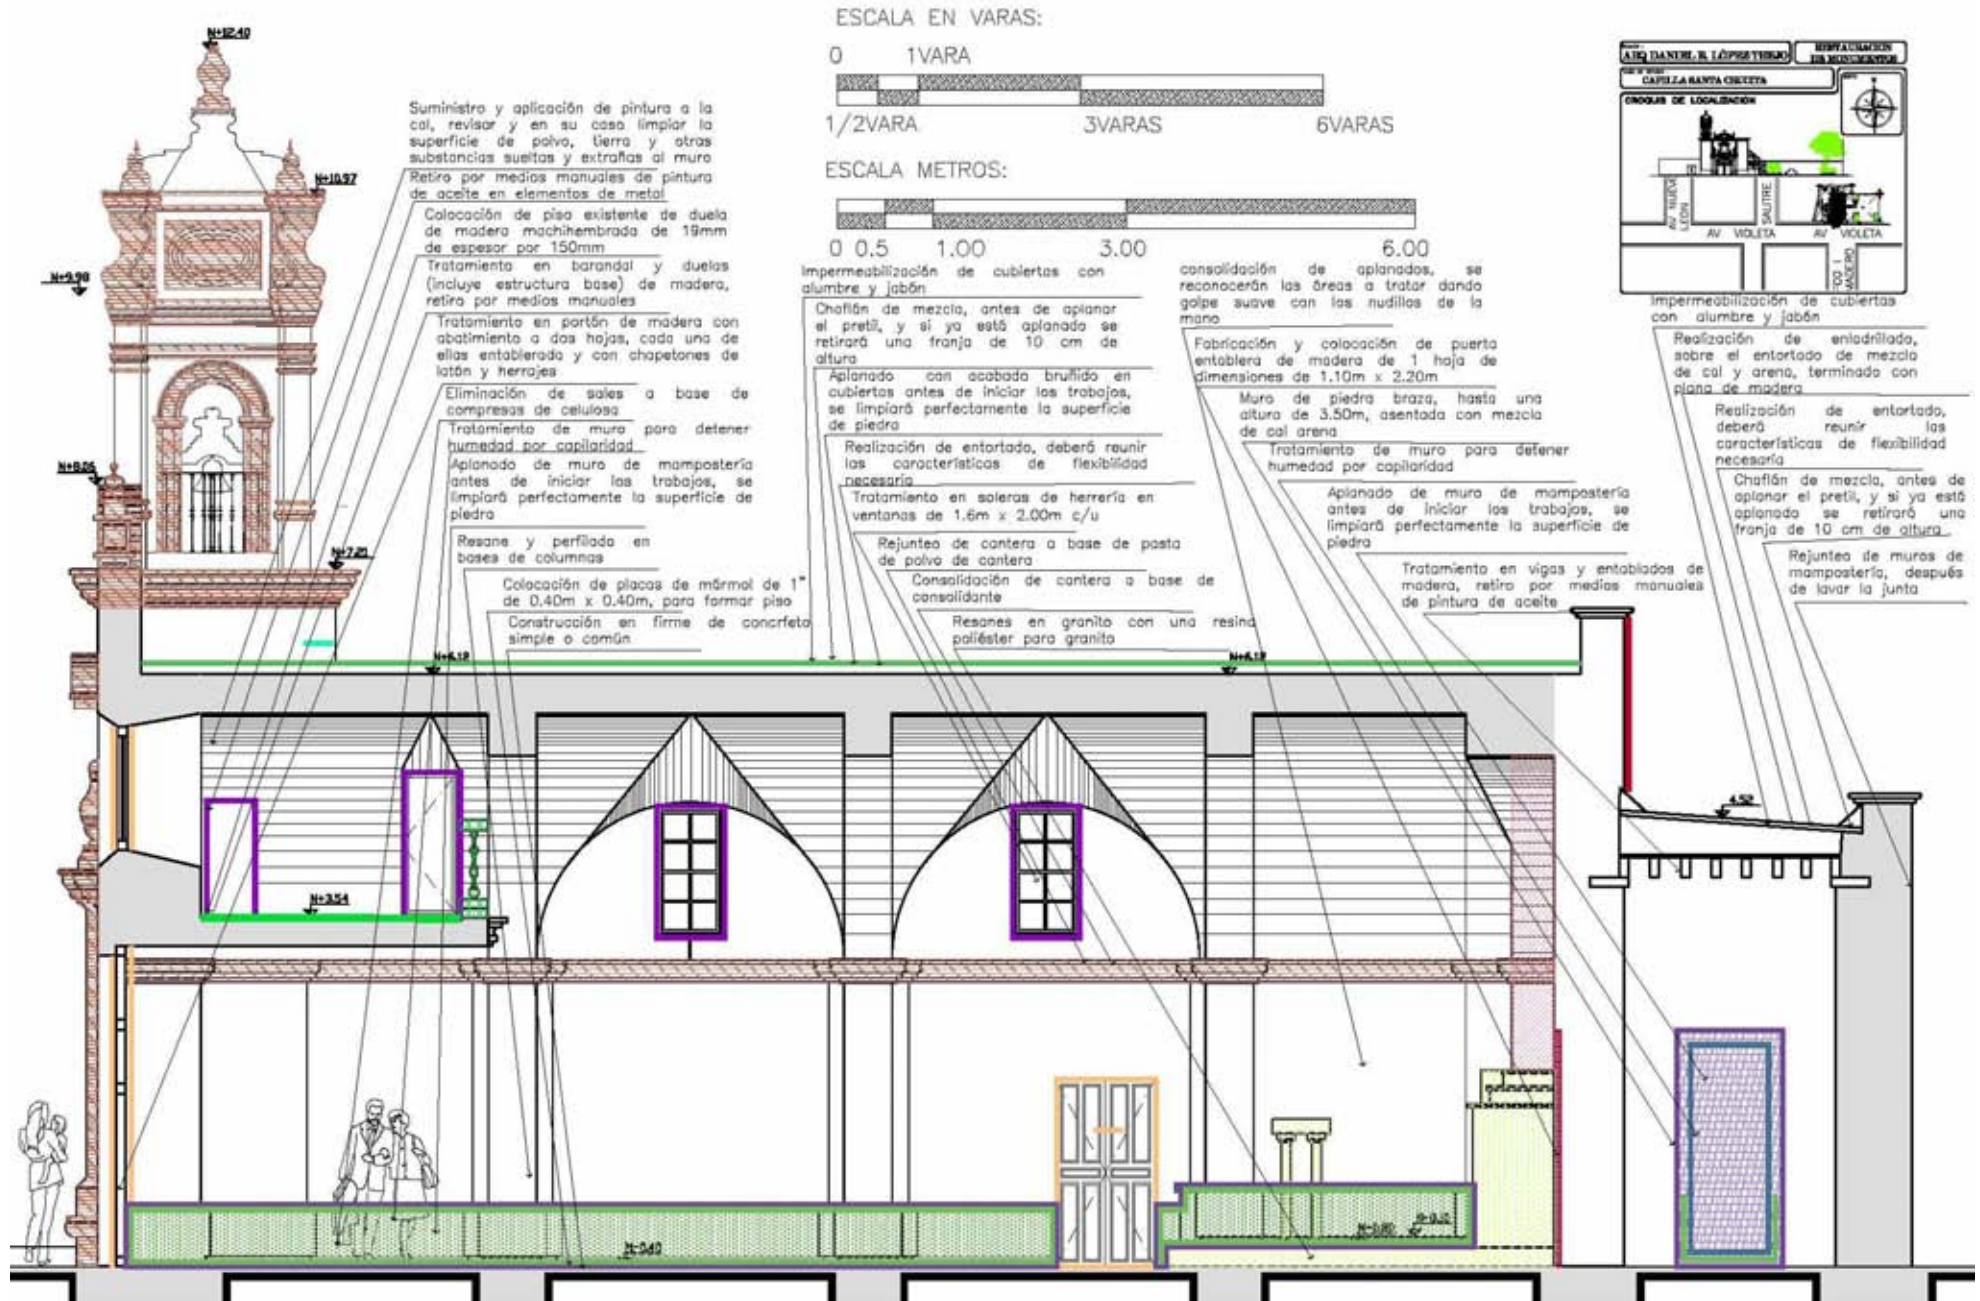 ESCALA EN VARAS:
0 1VARA
1/2VARA 3VARAS 6VARAS
ESCALA METROS:
0 0.5 1.00 3.00 6.00
N+12.40
N+10.97
N+9.98
N+7.21
N+6.12
N+6.12
N+3.54
4.52
Suministro y aplicación de pintura a la
cal, revisar y en su caso limpiar la
superficie de polvo, tierra y otras
substancias sueltas y extrañas al muro
Retiro por medios manuales de pintura
de aceite en elementos de metal
Colocación de piso existente de duela
de madera machihembrada de 19mm
de espesor por 150mm
Tratamiento en barandal y duelas
(incluye estructura base) de madera,
retiro por medios manuales
Tratamiento en portón de madera con
abatimiento a dos hojas, cada una de
ellas entablerada y con chapetones de
latón y herrajes
Eliminación de sales a base de
compresas de celulosa
Tratamiento de muro para detener
humedad por capilaridad
Aplanado de muro de mampostería
antes de iniciar los trabajos, se
limpiará perfectamente la superficie de
piedra
Resane y perfilado en
bases de columnas
Colocación de placas de mármol de 1"
de 0.40m x 0.40m, para formar piso
Construcción en firme de concrfeto
simple o común
Impermeabilización de cubiertas con
alumbre y jabón
Chaflán de mezcla, antes de aplanar
el pretil, y si ya está aplanado se
retirará una franja de 10 cm de
altura
Aplanado con acabado bruñido en
cubiertas antes de iniciar los trabajos,
se limpiará perfectamente la superficie
de piedra
Realización de entortado, deberá reunir
las características de flexibilidad
necesaria
Tratamiento en soleras de herrería en
ventanas de 1.6m x 2.00m c/u
Rejunteo de cantera a base de pasta
de polvo de cantera
Consolidación de cantera a base de
consolidante
Resanes en granito con una resina
poliéster para granito
consolidación de aplanados, se
reconocerán las áreas a tratar dando
golpe suave con los nudillos de la
mano
Fabricación y colocación de puerta
entablera de madera de 1 hoja de
dimensiones de 1.10m x 2.20m
Muro de piedra braza, hasta una
altura de 3.50m, asentada con mezcla
de cal arena
Tratamiento de muro para detener
humedad por capilaridad
Aplanado de muro de mampostería
antes de iniciar los trabajos, se
limpiará perfectamente la superficie de
piedra
Tratamiento en vigas y entablados de
madera, retiro por medios manuales
de pintura de aceite
ARQ DANIEL R. LÓPEZ
RESTAURACION
DE MONUMENTOS
CAPILLA SANTA CRUCITA
CROQUIS DE LOCALIZACIÓN
AV NUEVO
LEON
SALITRE
AV VIOLETA AV VIOLETA
FCO I
MADERO
Impermeabilización de cubiertas
con alumbre y jabón
Realización de enladrillado,
sobre el entortado de mezcla
de cal y arena, terminado con
plana de madera
Realización de entortado,
deberá reunir las
características de flexibilidad
necesaria
Chaflán de mezcla, antes de
aplanar el pretil, y si ya está
aplanado se retirará una
franja de 10 cm de altura
Rejunteo de muros de
mampostería, después
de lavar la junta